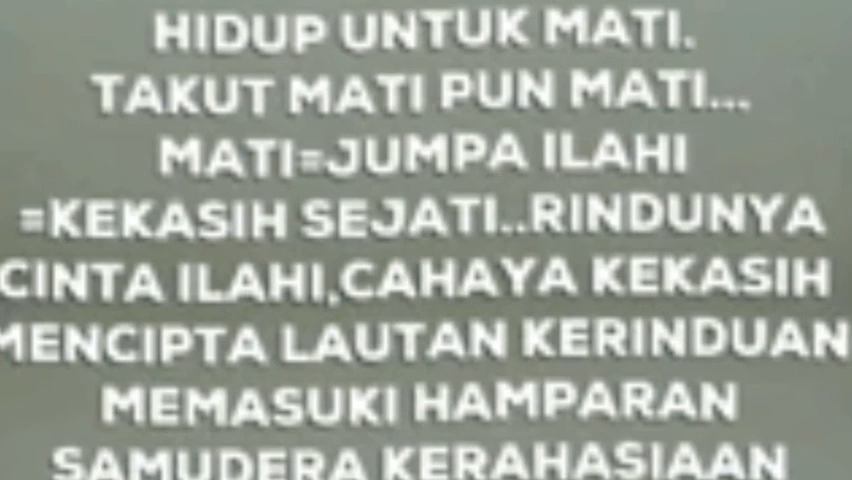 HIDUP UNTUK MATI.
TAKUT MATI PUN MATI...
MATI=JUMPA ILAHI
=KEKASIH SEJATI..RINDUNYA
CINTA ILAHI,CAHAYA KEKASIH
MENCIPTA LAUTAN KERINDUAN
MEMASUKI HAMPARAN
SAMUDERA KERAHASIAAN